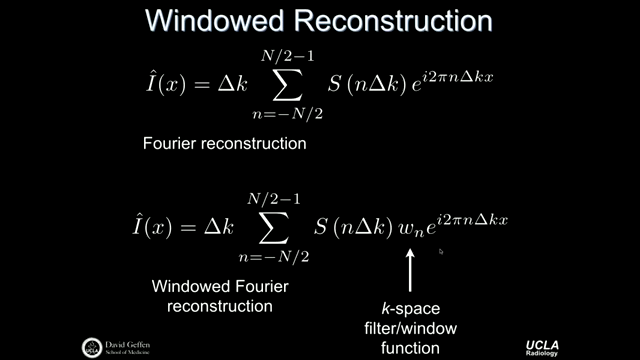 Windowed Reconstruction
N/2−1
Î(x) = Δk ∑ S (nΔk) e^{i2πnΔkx}
n=−N/2
Fourier reconstruction
N/2−1
Î(x) = Δk ∑ S (nΔk) w_n e^{i2πnΔkx}
n=−N/2
Windowed Fourier
reconstruction
k-space
filter/window
function
UCLA
David Geffen
School of Medicine
UCLA
Radiology